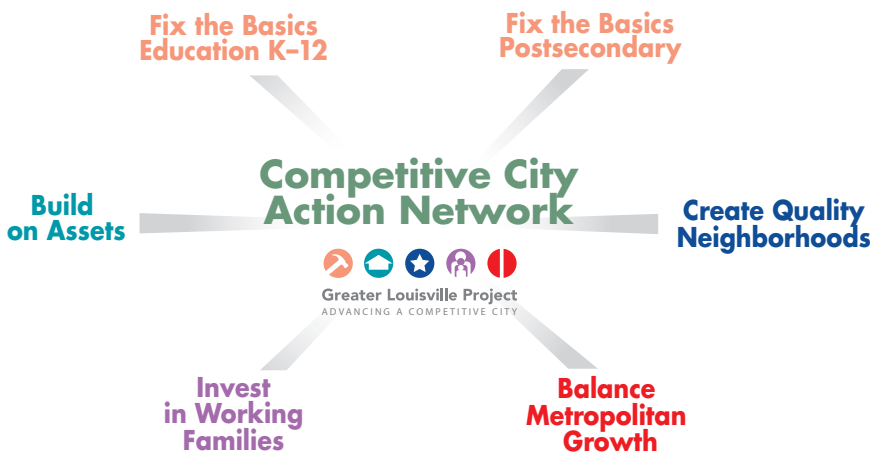 Fix the Basics
Education K–12
Fix the Basics
Postsecondary
Competitive City
Action Network
Build
on Assets
Create Quality
Neighborhoods
Greater Louisville Project
ADVANCING A COMPETITIVE CITY
Invest
in Working
Families
Balance
Metropolitan
Growth